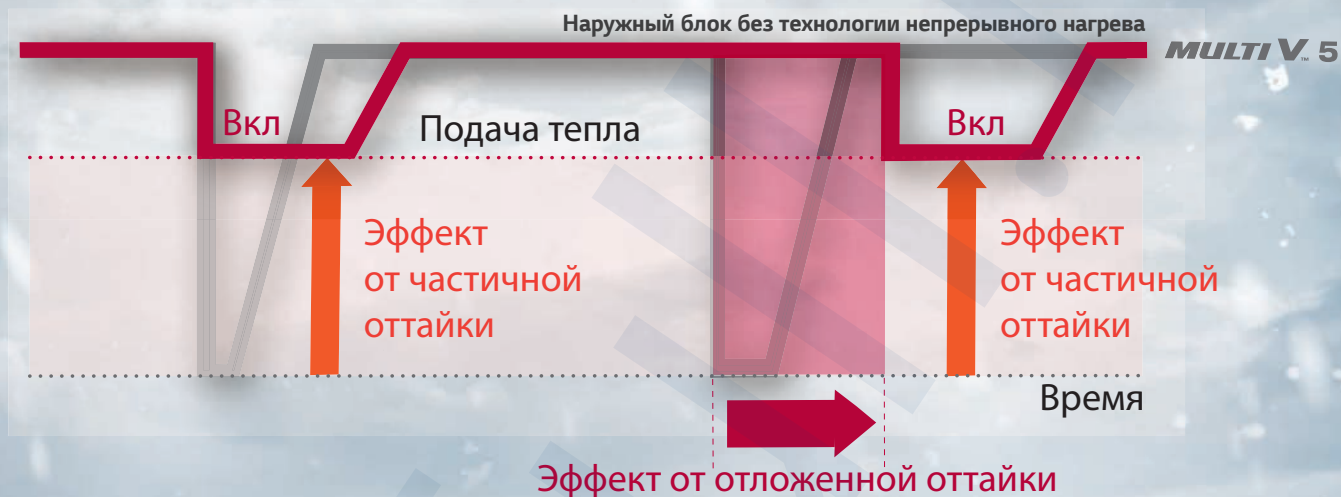 Наружный блок без технологии непрерывного нагрева
MULTI V™ 5
Вкл
Подача тепла
Вкл
Эффект
от частичной
оттайки
Эффект
от частичной
оттайки
Время
Эффект от отложенной оттайки